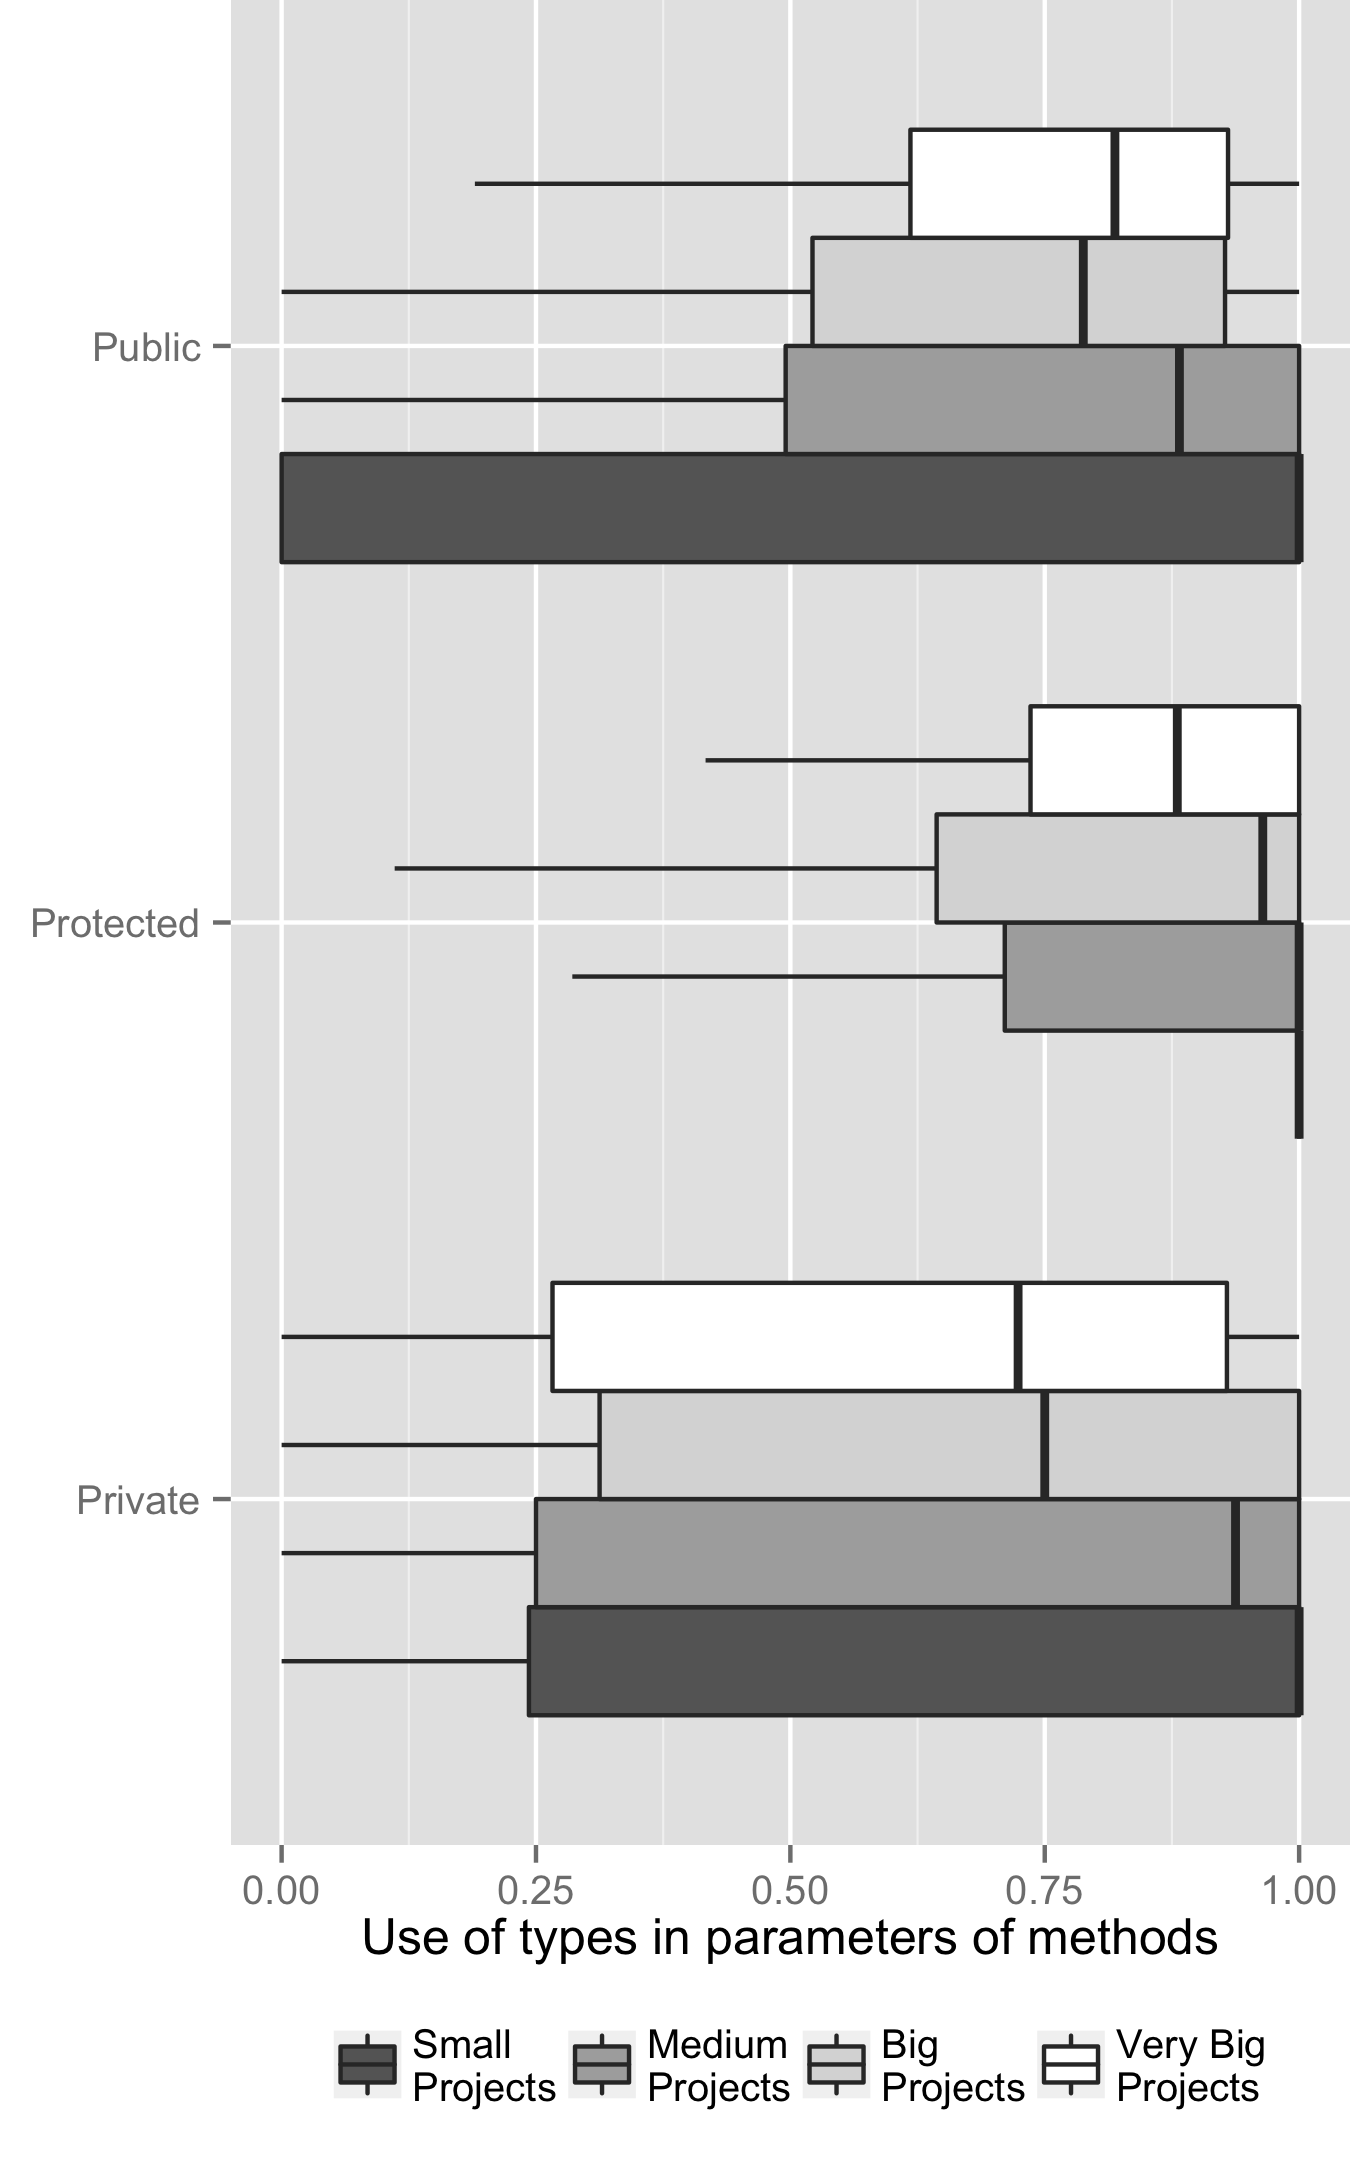 Public
Protected
Private
0.00 0.25 0.50 0.75 1.00
Use of types in parameters of methods
Small Medium Big Very Big
Projects Projects Projects Projects